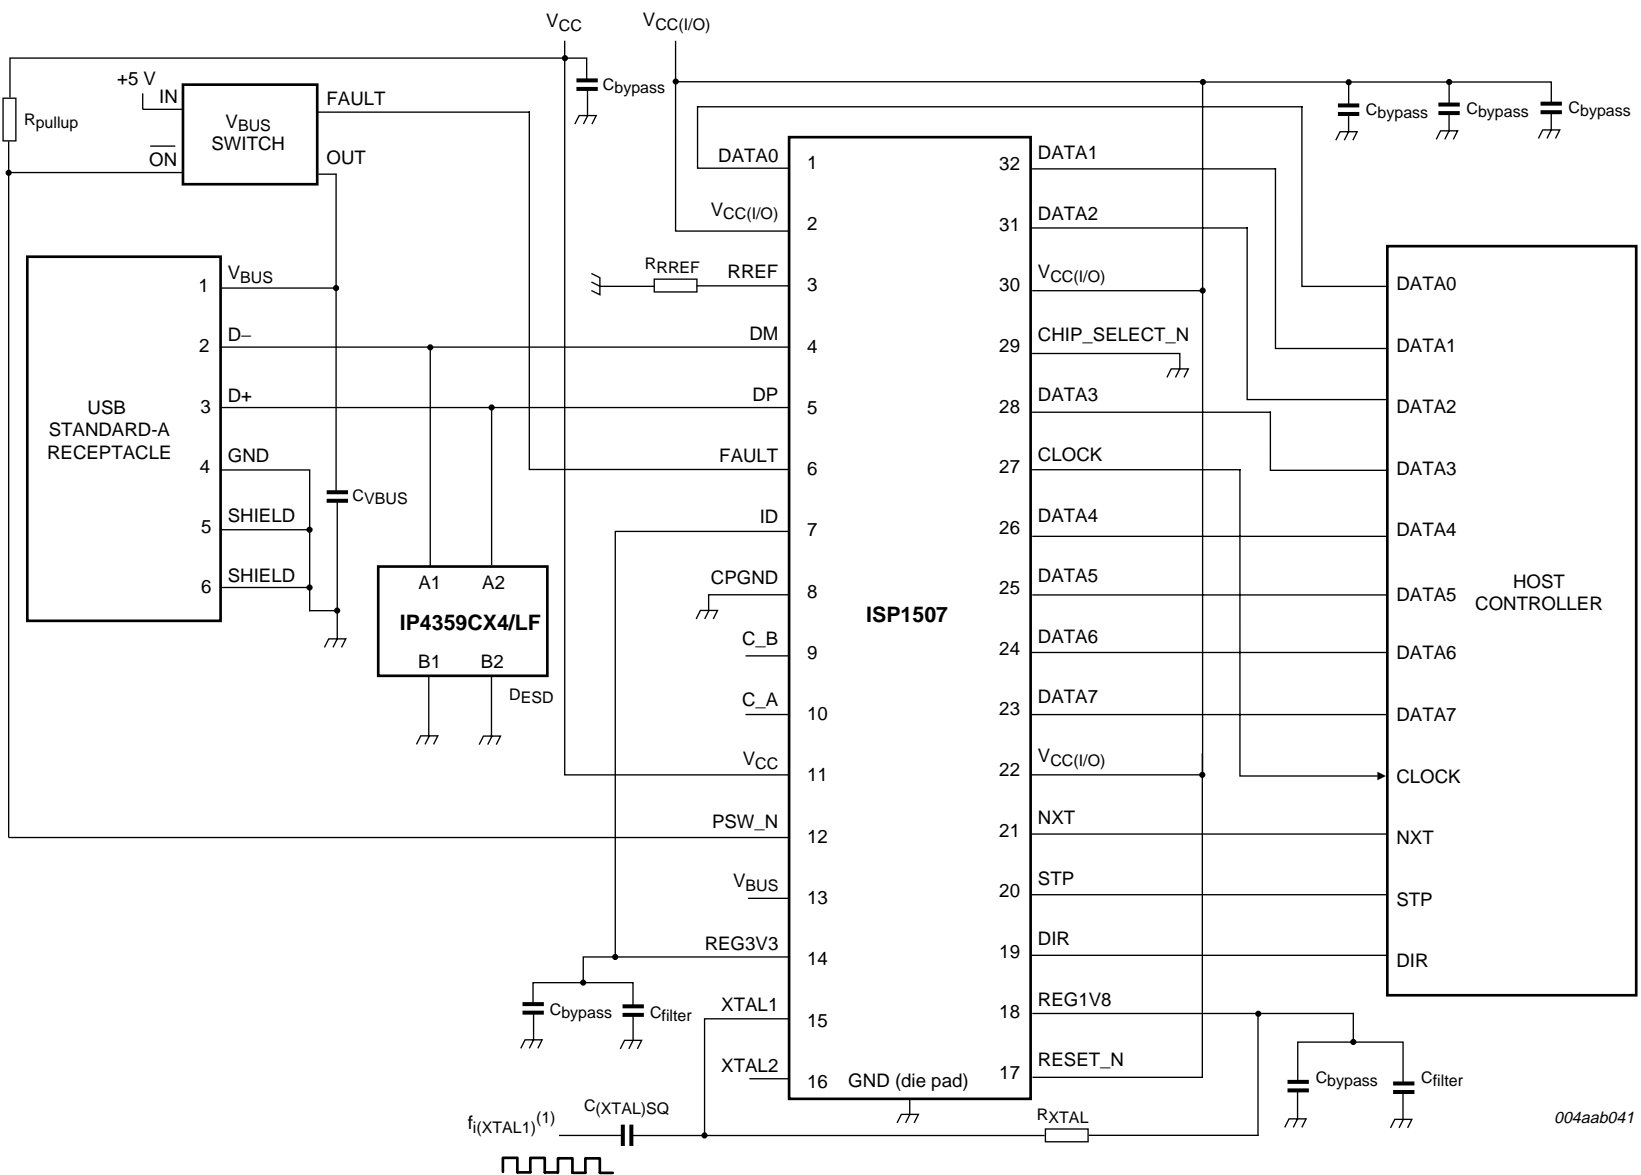 VCC
VCC(I/O)
+5 V
IN
FAULT
Cbypass
Cbypass
Cbypass
Cbypass
Rpullup
VBUS
SWITCH
ON
OUT
DATA0
1
32
DATA1
VCC(I/O)
2
31
DATA2
RRREF
RREF
3
30
VCC(I/O)
1
VBUS
DATA0
2
D−
DM
4
29
CHIP_SELECT_N
DATA1
3
D+
DP
5
28
DATA3
DATA2
USB
STANDARD-A
RECEPTACLE
4
GND
FAULT
6
27
CLOCK
DATA3
CVBUS
5
SHIELD
ID
7
26
DATA4
DATA4
6
SHIELD
A1
A2
CPGND
8
25
DATA5
DATA5
HOST
CONTROLLER
IP4359CX4/LF
ISP1507
B1
B2
DESD
C_B
9
24
DATA6
DATA6
C_A
10
23
DATA7
DATA7
VCC
11
22
VCC(I/O)
CLOCK
PSW_N
12
21
NXT
NXT
VBUS
13
20
STP
STP
REG3V3
14
19
DIR
DIR
Cbypass
Cfilter
XTAL1
15
18
REG1V8
XTAL2
16
GND (die pad)
17
RESET_N
Cbypass
Cfilter
fi(XTAL1)(1)
C(XTAL)SQ
RXTAL
004aab041